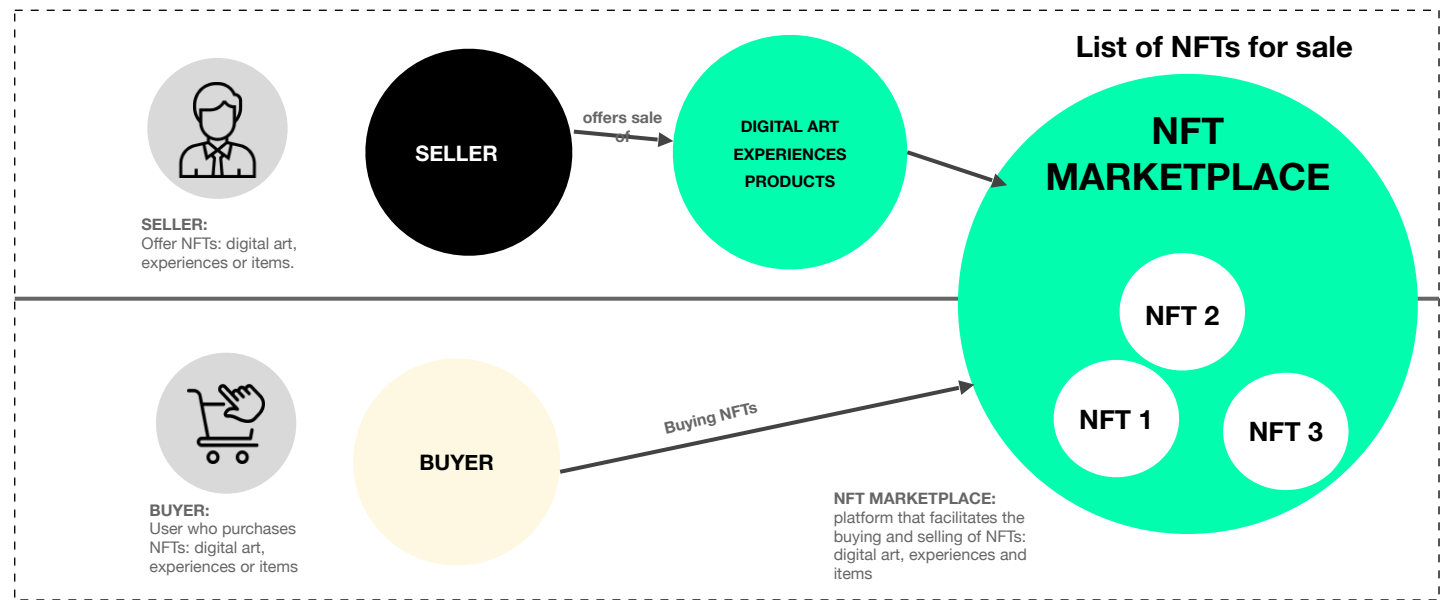 List of NFTs for sale
NFT
MARKETPLACE
offers sale
of
SELLER
DIGITAL ART
EXPERIENCES
PRODUCTS
SELLER:
Offer NFTs: digital art,
experiences or items.
NFT 2
NFT 1
NFT 3
Buying NFTs
BUYER
BUYER:
User who purchases
NFTs: digital art,
experiences or items
NFT MARKETPLACE:
platform that facilitates the
buying and selling of NFTs:
digital art, experiences and
items